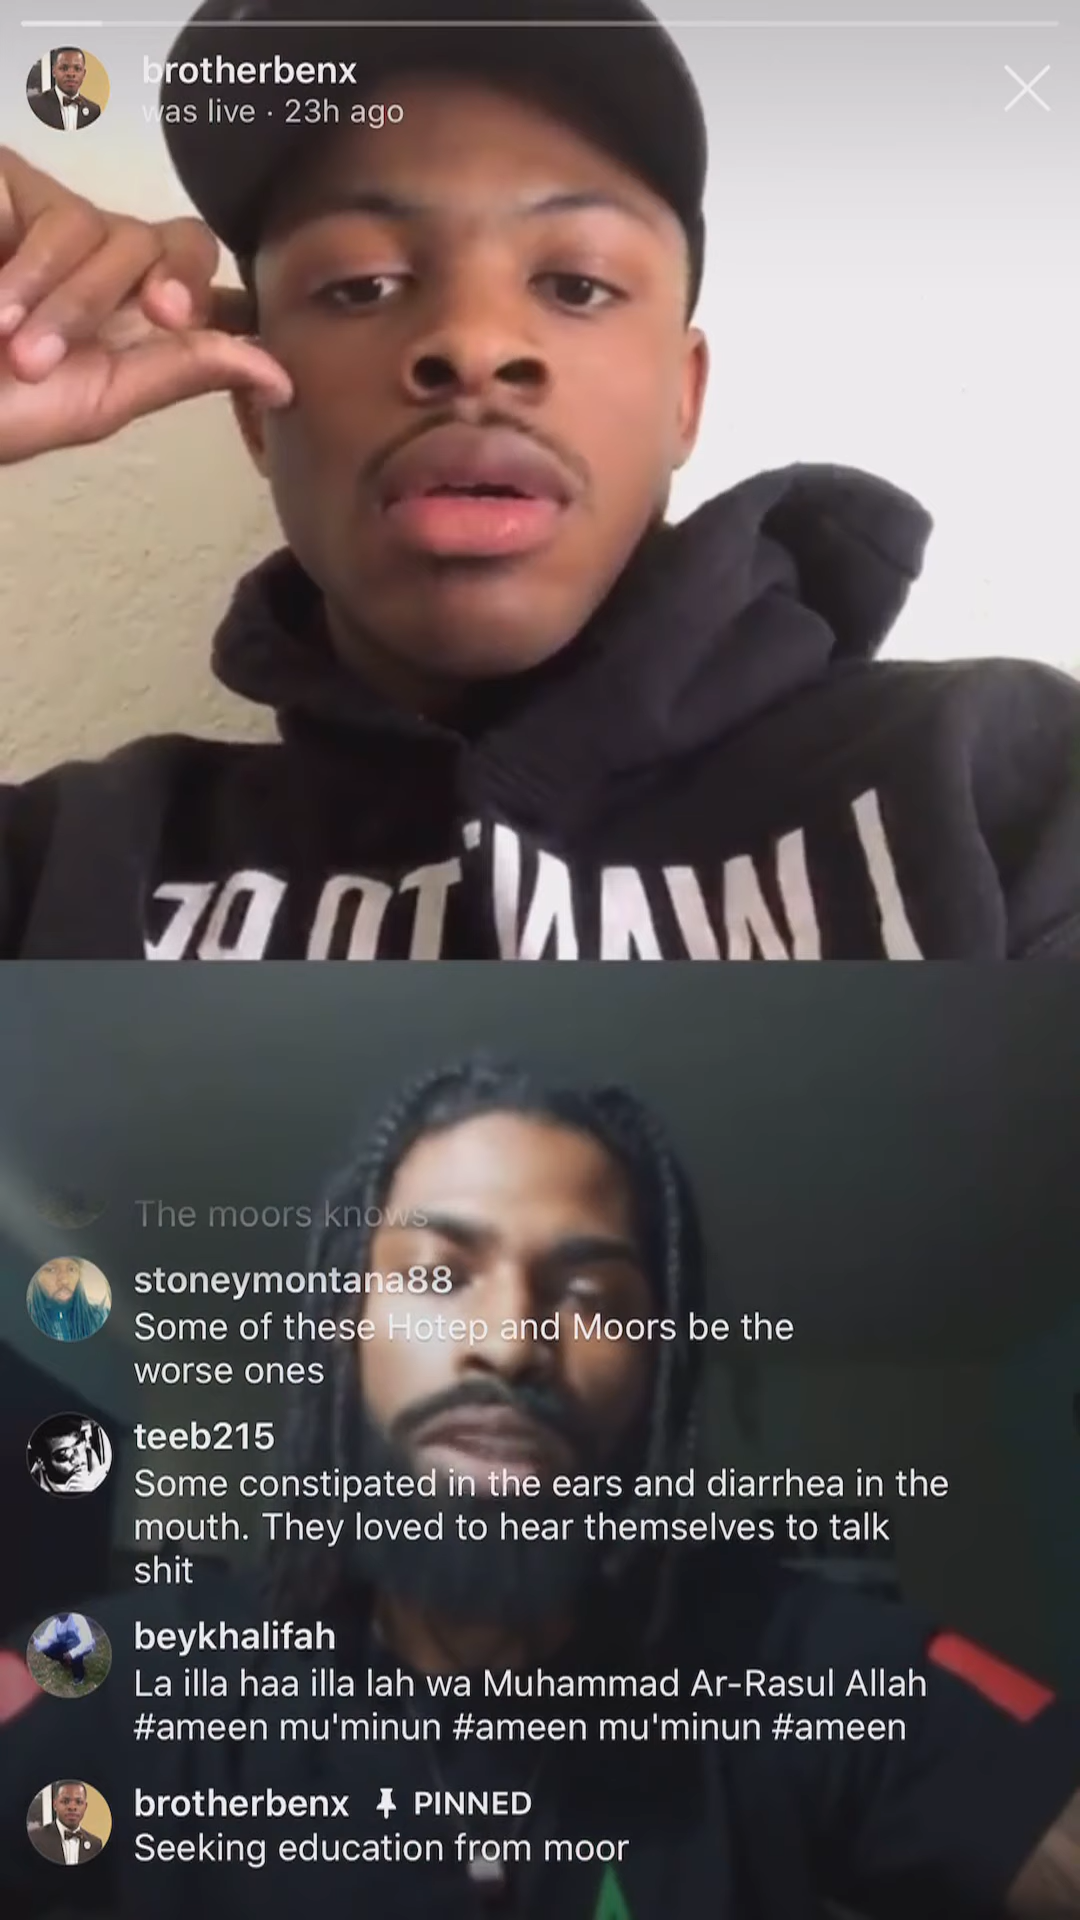 brotherbenx
was live · 23h ago
The moors knows
stoneymontana88
Some of these Hotep and Moors be the
worse ones
teeb215
Some constipated in the ears and diarrhea in the
mouth. They loved to hear themselves to talk
shit
beykhalifah
La illa haa illa lah wa Muhammad Ar-Rasul Allah
#ameen mu'minun #ameen mu'minun #ameen
brotherbenx PINNED
Seeking education from moor